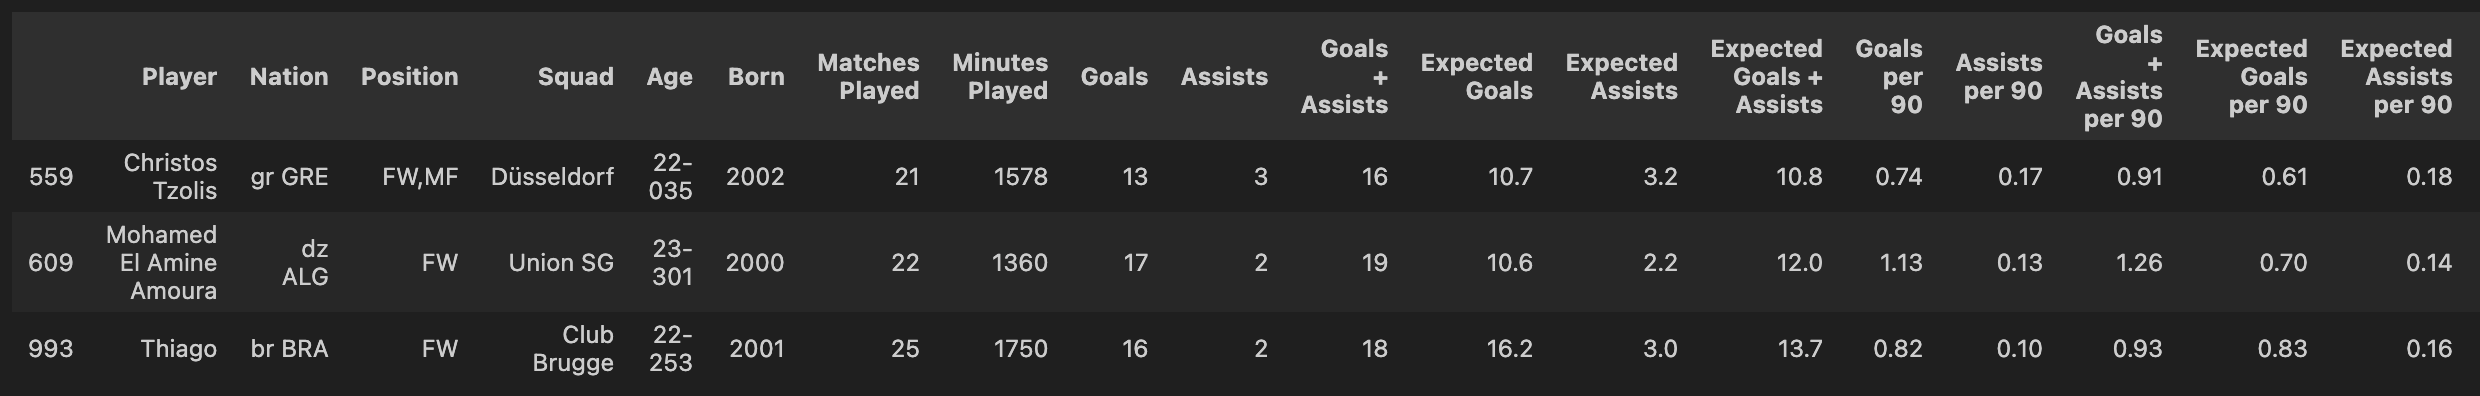 Player Nation Position Squad Age Born Matches Played Minutes Played Goals Assists Goals + Assists Expected Goals Expected Assists Expected Goals + Assists Goals per 90 Assists per 90 Goals + Assists per 90 Expected Goals per 90 Expected Assists per 90
559 Christos Tzolis gr GRE FW,MF Düsseldorf 22-035 2002 21 1578 13 3 16 10.7 3.2 10.8 0.74 0.17 0.91 0.61 0.18
609 Mohamed El Amine Amoura dz ALG FW Union SG 23-301 2000 22 1360 17 2 19 10.6 2.2 12.0 1.13 0.13 1.26 0.70 0.14
993 Thiago br BRA FW Club Brugge 22-253 2001 25 1750 16 2 18 16.2 3.0 13.7 0.82 0.10 0.93 0.83 0.16